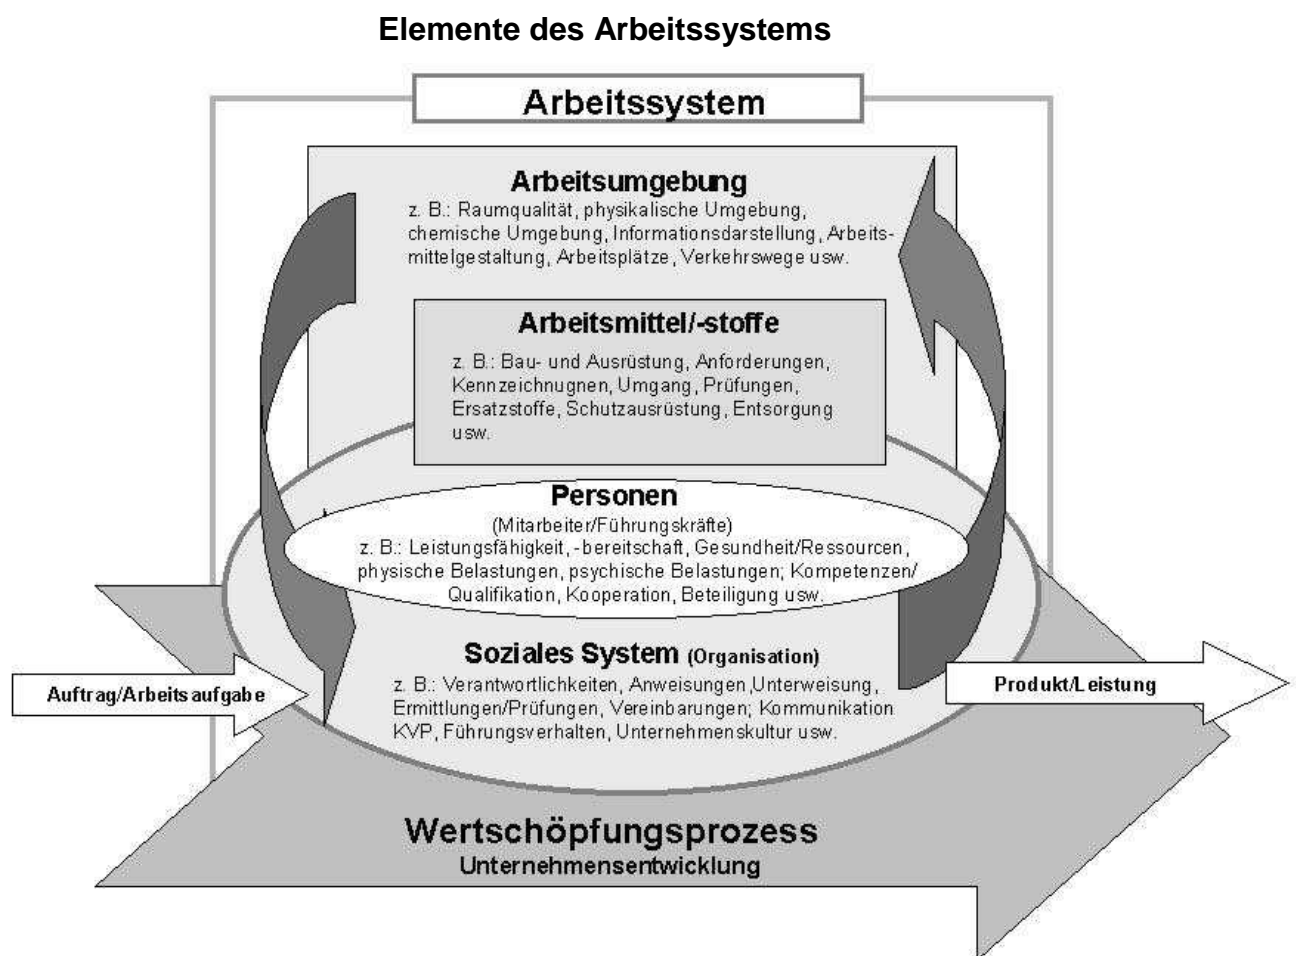 Elemente des Arbeitssystems
Arbeitssystem
Arbeitsumgebung
z. B.: Raumqualität, physikalische Umgebung,
chemische Umgebung, Informationsdarstellung, Arbeits-
mittelgestaltung, Arbeitsplätze, Verkehrswege usw.
Arbeitsmittel/-stoffe
z. B.: Bau- und Ausrüstung, Anforderungen,
Kennzeichnugnen, Umgang, Prüfungen,
Ersatzstoffe, Schutzausrüstung, Entsorgung
usw.
Personen
(Mitarbeiter/Führungskräfte)
z. B.: Leistungsfähigkeit, -bereitschaft, Gesundheit/Ressourcen,
physische Belastungen, psychische Belastungen; Kompetenzen/
Qualifikation, Kooperation, Beteiligung usw.
Soziales System (Organisation)
z. B.: Verantwortlichkeiten, Anweisungen,Unterweisung,
Ermittlungen/Prüfungen, Vereinbarungen; Kommunikation
KVP, Führungsverhalten, Unternehmenskultur usw.
Auftrag/Arbeitsaufgabe
Produkt/Leistung
Wertschöpfungsprozess
Unternehmensentwicklung